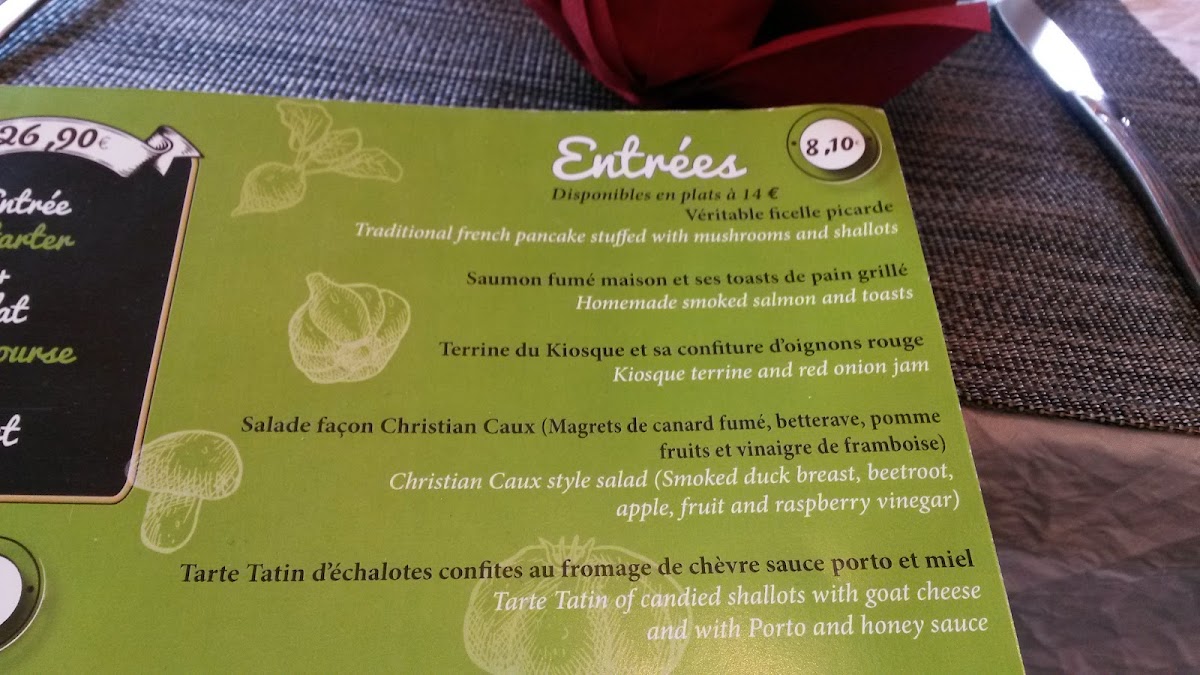 26,90€
Entrées
8,10€
Disponibles en plats à 14 €
Véritable ficelle picarde
Traditional french pancake stuffed with mushrooms and shallots
Saumon fumé maison et ses toasts de pain grillé
Homemade smoked salmon and toasts
Terrine du Kiosque et sa confiture d'oignons rouge
Kiosque terrine and red onion jam
Salade façon Christian Caux (Magrets de canard fumé, betterave, pomme
fruits et vinaigre de framboise)
Christian Caux style salad (Smoked duck breast, beetroot,
apple, fruit and raspberry vinegar)
Tarte Tatin d'échalotes confites au fromage de chèvre sauce porto et miel
Tarte Tatin of candied shallots with goat cheese
and with Porto and honey sauce